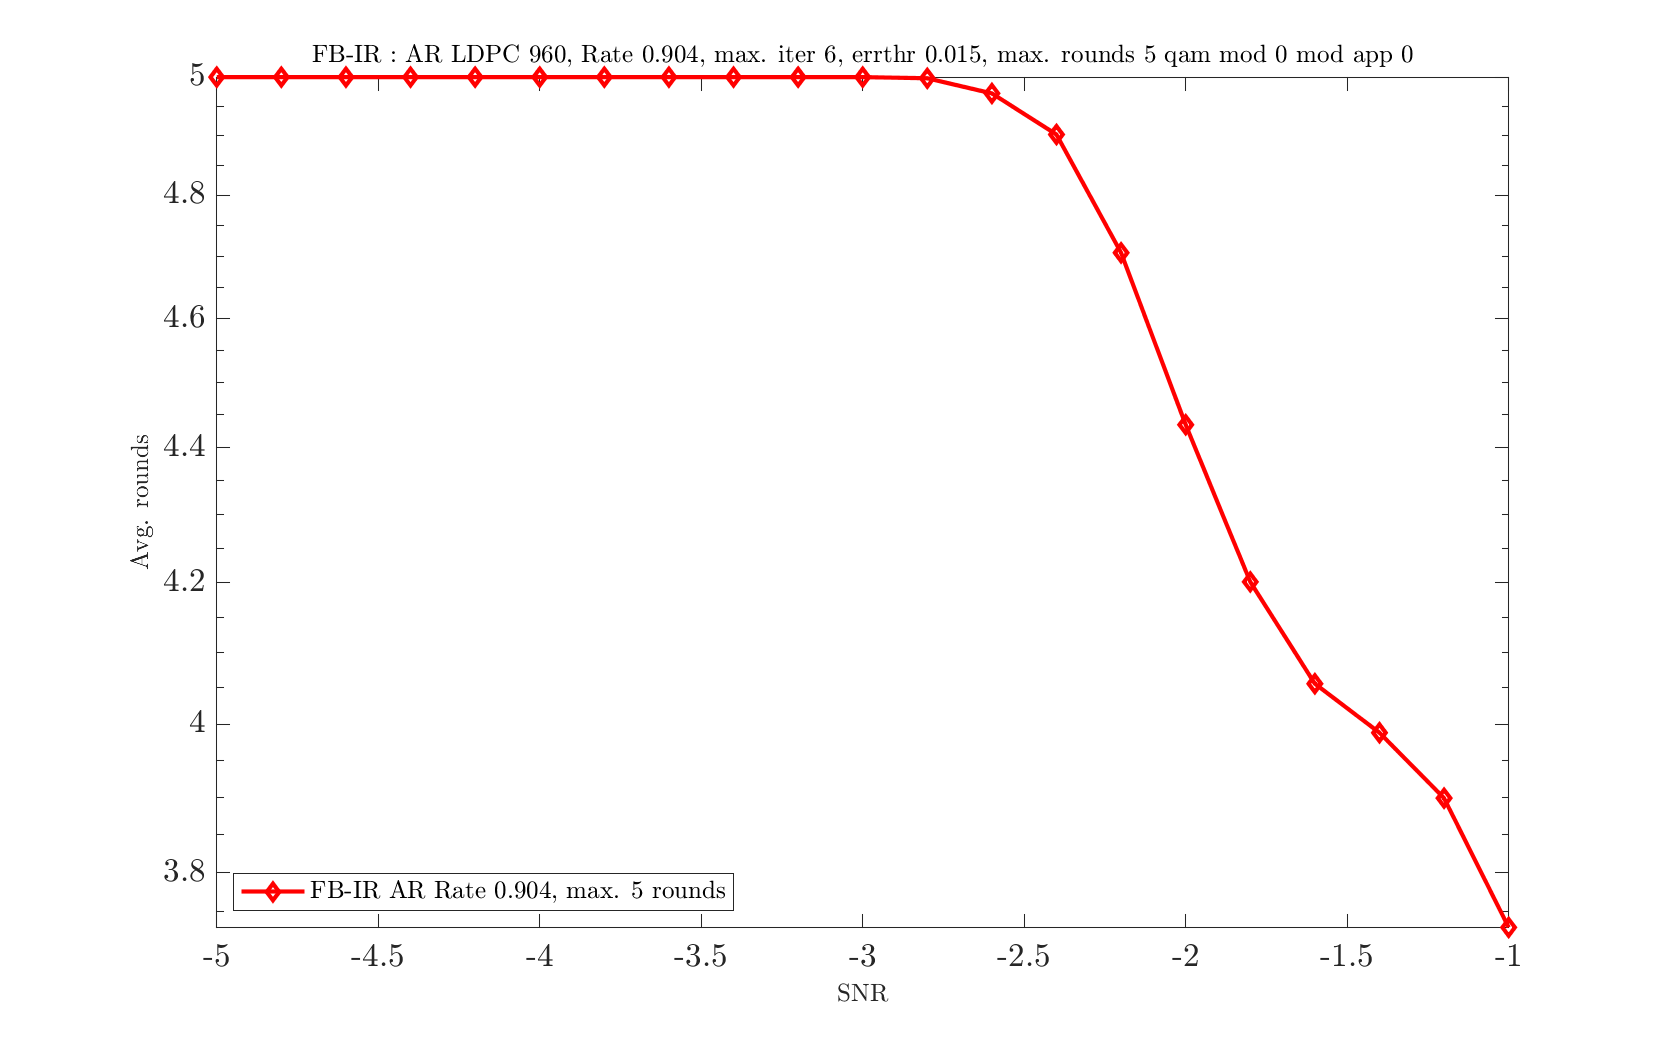 FB-IR : AR LDPC 960, Rate 0.904, max. iter 6, errthr 0.015, max. rounds 5 qam mod 0 mod app 0
5
4.8
4.6
4.4
4.2
4
3.8
Avg. rounds
FB-IR AR Rate 0.904, max. 5 rounds
-5 -4.5 -4 -3.5 -3 -2.5 -2 -1.5 -1
SNR